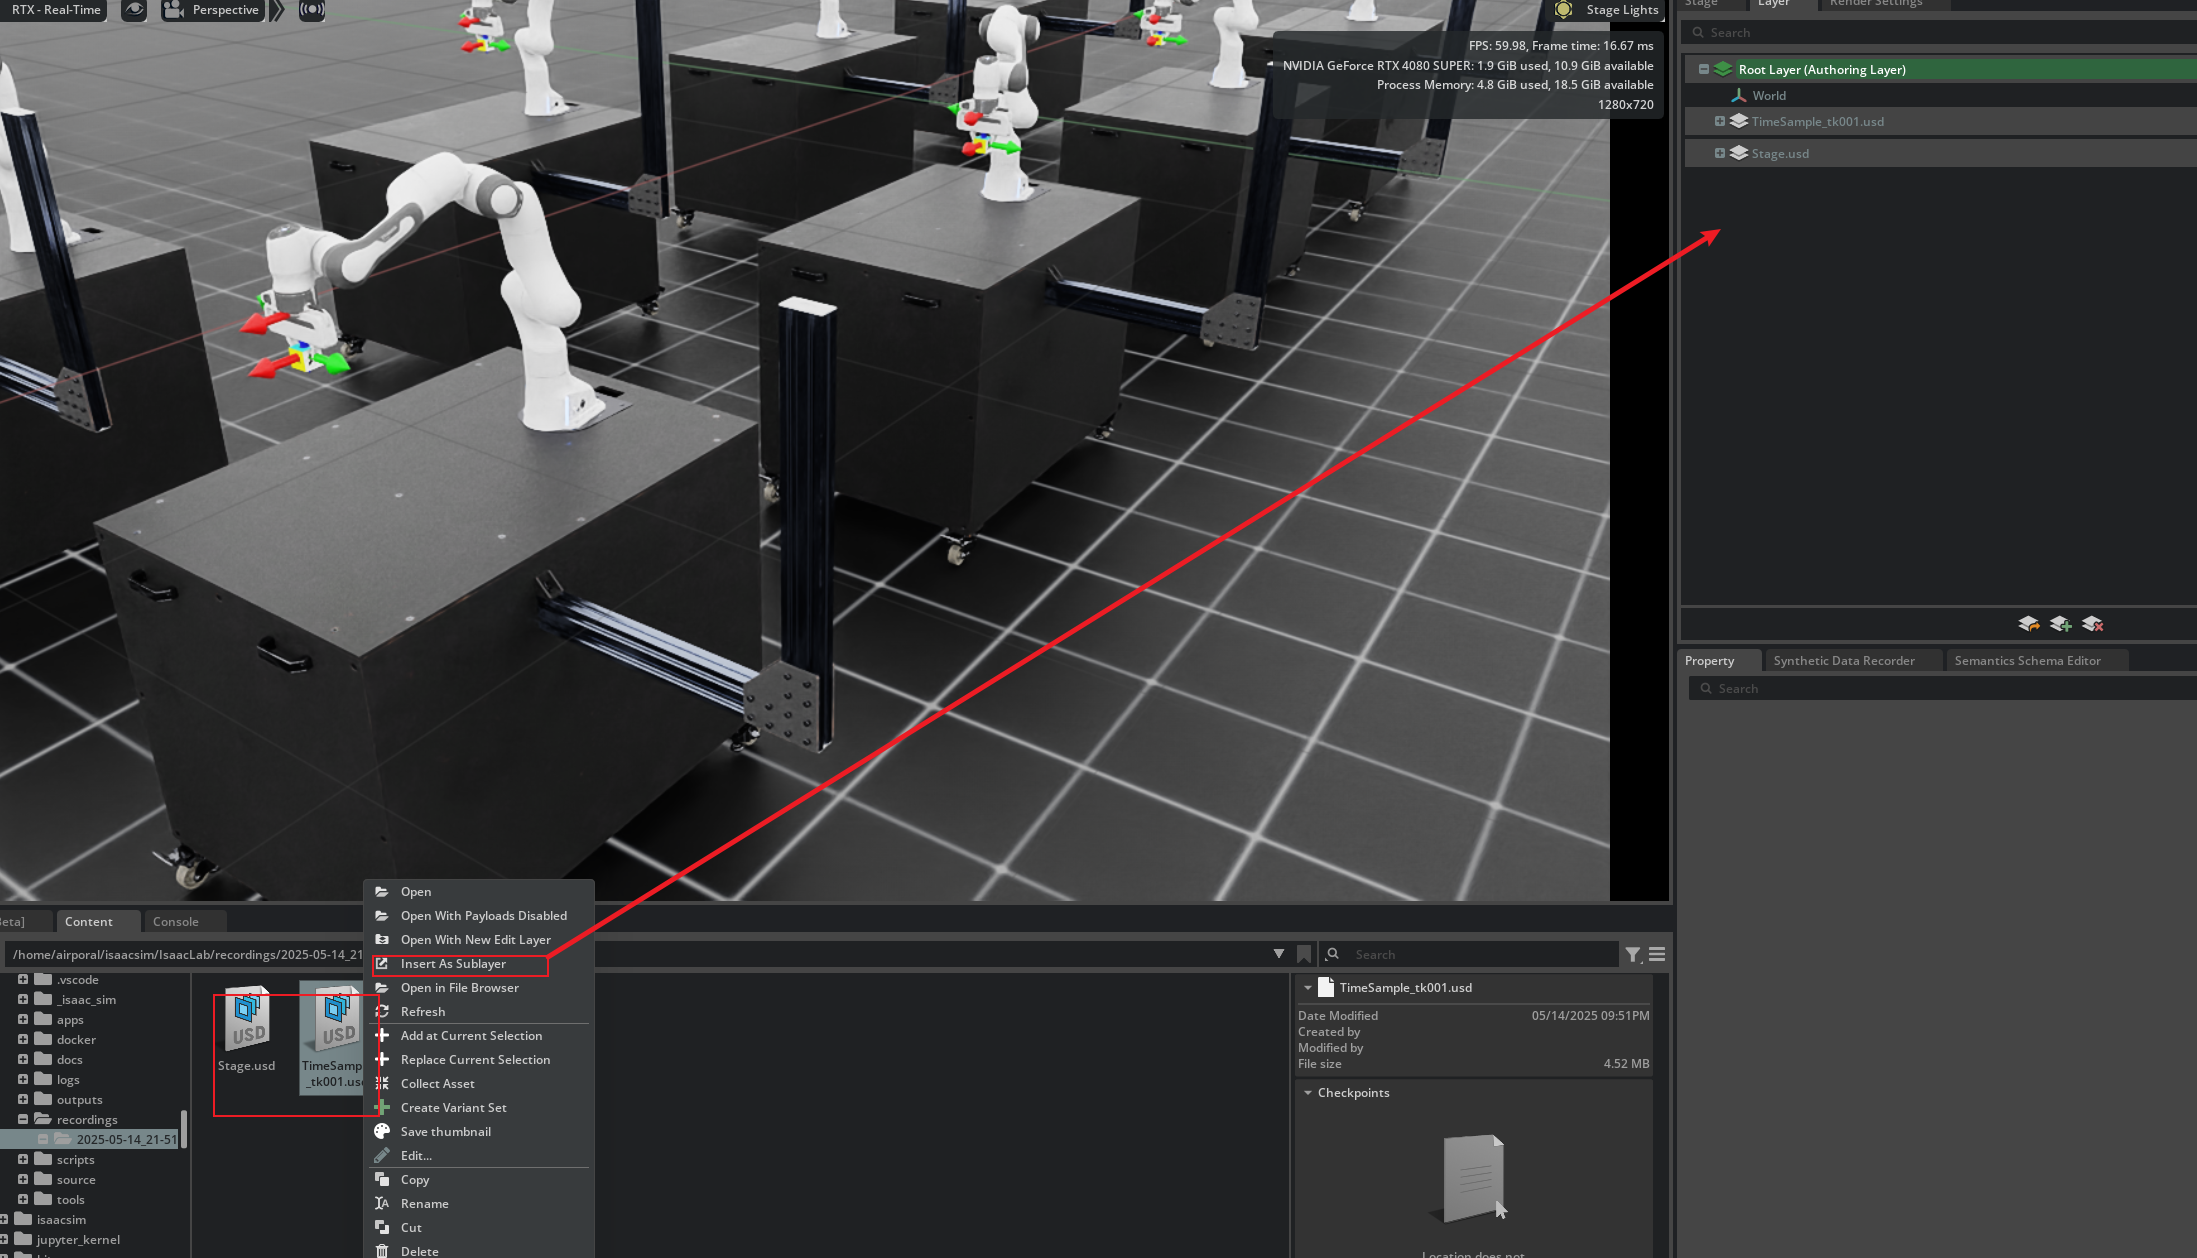 RTX - Real-Time
Perspective
Stage Lights
FPS: 59.98, Frame time: 16.67 ms
NVIDIA GeForce RTX 4080 SUPER: 1.9 GiB used, 10.9 GiB available
Process Memory: 4.8 GiB used, 18.5 GiB available
1280x720
Stage
Layer
Render Settings
Search
Root Layer (Authoring Layer)
World
TimeSample_tk001.usd
Stage.usd
Property
Synthetic Data Recorder
Semantics Schema Editor
Search
Beta]
Content
Console
/home/airporal/isaacsim/IsaacLab/recordings/2025-05-14_21
Search
.vscode
_isaac_sim
apps
docker
docs
logs
outputs
recordings
2025-05-14_21-51
scripts
source
tools
isaacsim
jupyter_kernel
USD
Stage.usd
USD
TimeSamp
_tk001.usd
Open
Open With Payloads Disabled
Open With New Edit Layer
Insert As Sublayer
Open in File Browser
Refresh
Add at Current Selection
Replace Current Selection
Collect Asset
Create Variant Set
Save thumbnail
Edit...
Copy
Rename
Cut
Delete
TimeSample_tk001.usd
Date Modified 05/14/2025 09:51PM
Created by
Modified by
File size 4.52 MB
Checkpoints
Location does not